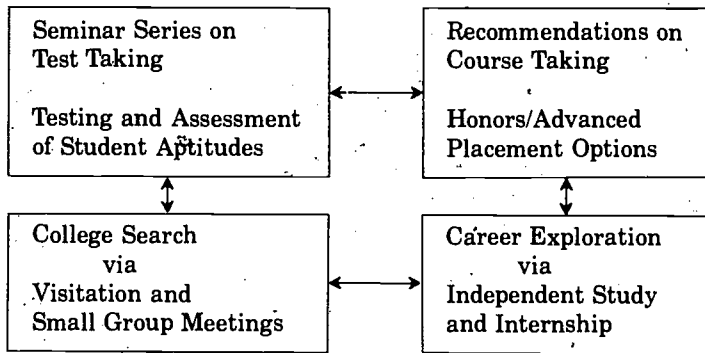 Seminar Series on
Test Taking
Testing and Assessment
of Student Aptitudes
Recommendations on
Course Taking
Honors/Advanced
Placement Options
College Search
via
Visitation and
Small Group Meetings
Career Exploration
via
Independent Study
and Internship